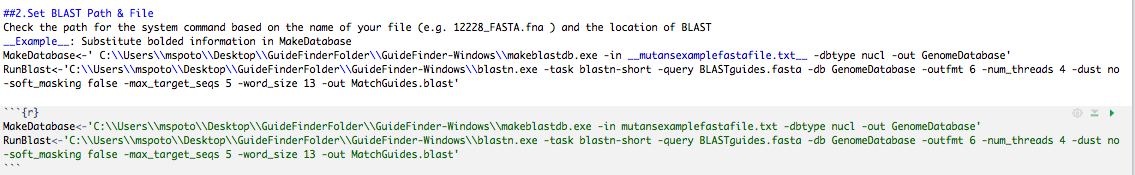 ##2.Set BLAST Path & File
Check the path for the system command based on the name of your file (e.g. 12228_FASTA.fna ) and the location of BLAST
__Example__: Substitute bolded information in MakeDatabase
MakeDatabase<-' C:\\Users\\mspoto\\Desktop\\GuideFinderFolder\\GuideFinder-Windows\\makeblastdb.exe -in __mutansexamplefastafile.txt__ -dbtype nucl -out GenomeDatabase'
RunBlast<-'C:\\Users\\mspoto\\Desktop\\GuideFinderFolder\\GuideFinder-Windows\\blastn.exe -task blastn-short -query BLASTguides.fasta -db GenomeDatabase -outfmt 6 -num_threads 4 -dust no
-soft_masking false -max_target_seqs 5 -word_size 13 -out MatchGuides.blast'
```{r}
MakeDatabase<-'C:\\Users\\mspoto\\Desktop\\GuideFinderFolder\\GuideFinder-Windows\\makeblastdb.exe -in mutansexamplefastafile.txt -dbtype nucl -out GenomeDatabase'
RunBlast<-'C:\\Users\\mspoto\\Desktop\\GuideFinderFolder\\GuideFinder-Windows\\blastn.exe -task blastn-short -query BLASTguides.fasta -db GenomeDatabase -outfmt 6 -num_threads 4 -dust no
-soft_masking false -max_target_seqs 5 -word_size 13 -out MatchGuides.blast'
```